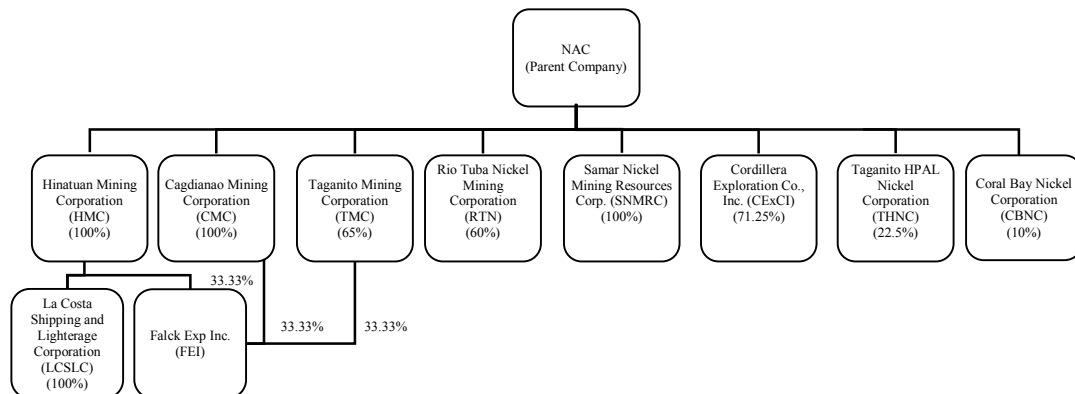 NAC
(Parent Company)
Hinatuan Mining
Corporation
(HMC)
(100%)
Cagdianao Mining
Corporation
(CMC)
(100%)
Taganito Mining
Corporation
(TMC)
(65%)
Rio Tuba Nickel
Mining
Corporation
(RTN)
(60%)
Samar Nickel
Mining Resources
Corp. (SNMRC)
(100%)
Cordillera
Exploration Co.,
Inc. (CExCI)
(71.25%)
Taganito HPAL
Nickel
Corporation
(THNC)
(22.5%)
Coral Bay Nickel
Corporation
(CBNC)
(10%)
33.33%
La Costa
Shipping and
Lighterage
Corporation
(LCSLC)
(100%)
Falck Exp Inc.
(FEI)
33.33%
33.33%